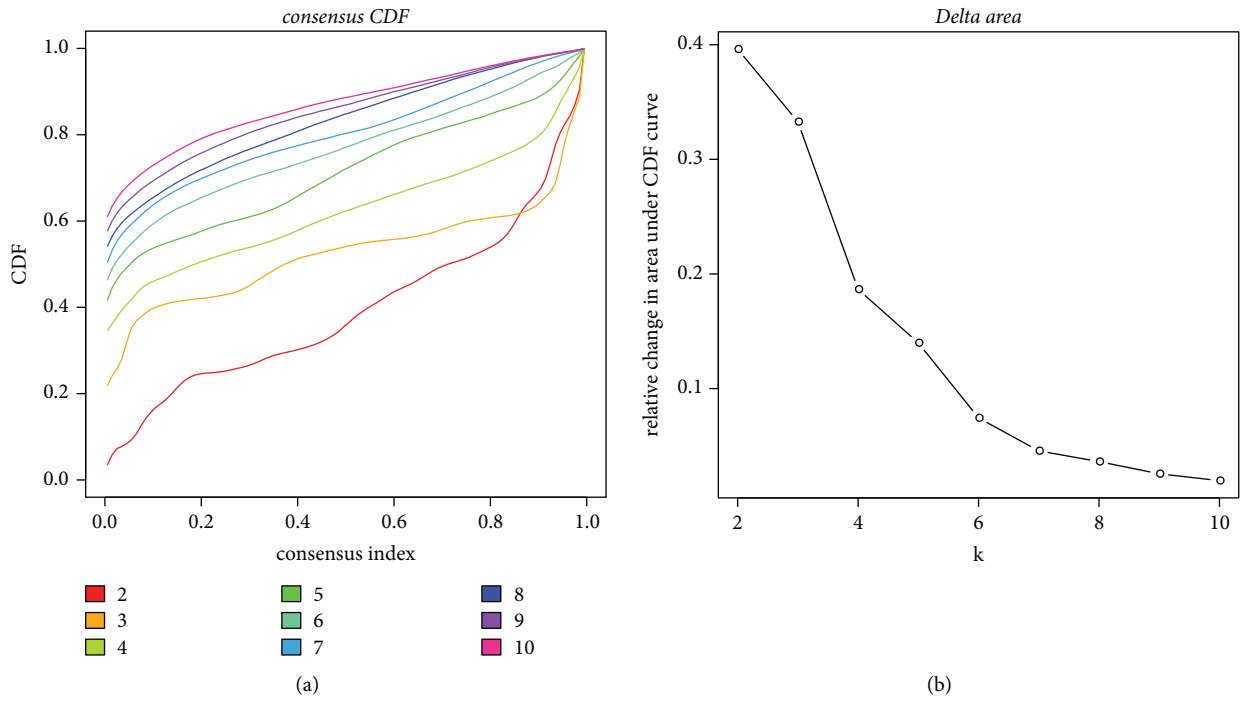 consensus CDF
1.0
0.8
0.6
0.4
0.2
0.0
CDF
0.0 0.2 0.4 0.6 0.8 1.0
consensus index
2 5 8
3 6 9
4 7 10
(a)
Delta area
0.4
0.3
0.2
0.1
relative change in area under CDF curve
2 4 6 8 10
k
(b)